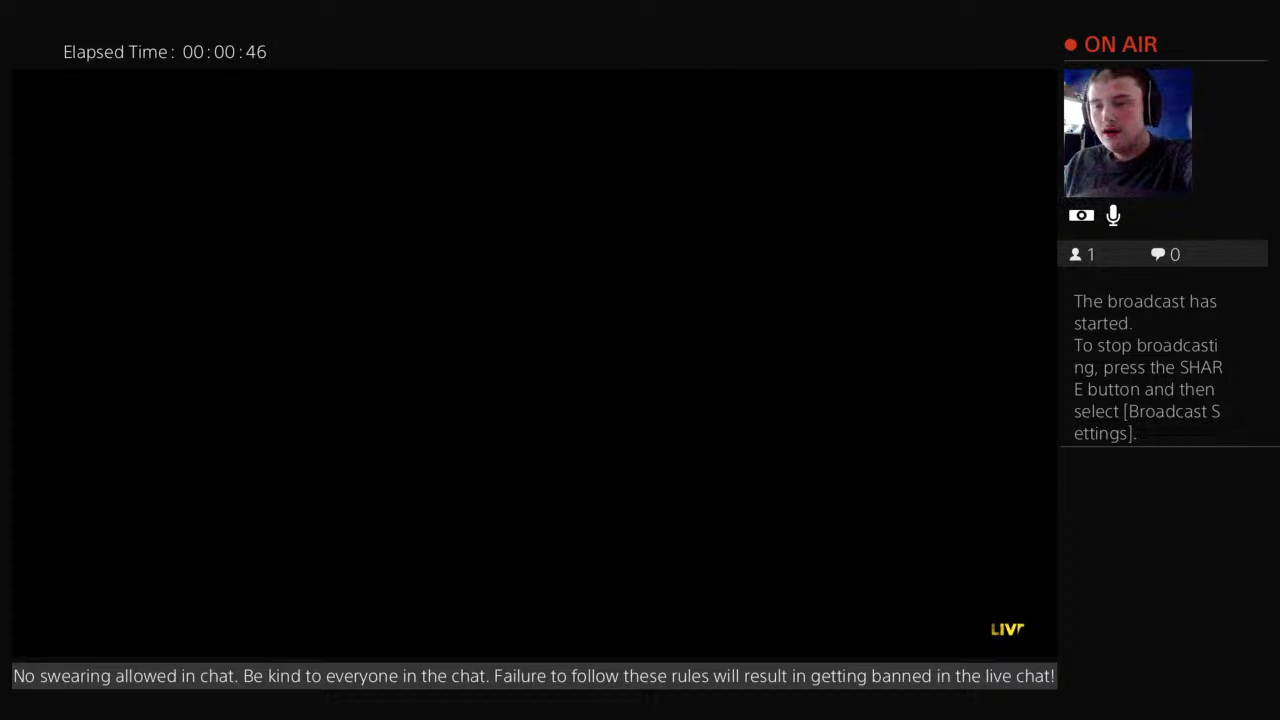 Elapsed Time: 00:00:46
ON AIR
1 0
The broadcast has
started.
To stop broadcasti
ng, press the SHAR
E button and then
select [Broadcast S
ettings].
LIVE
No swearing allowed in chat. Be kind to everyone in the chat. Failure to follow these rules will result in getting banned in the live chat!